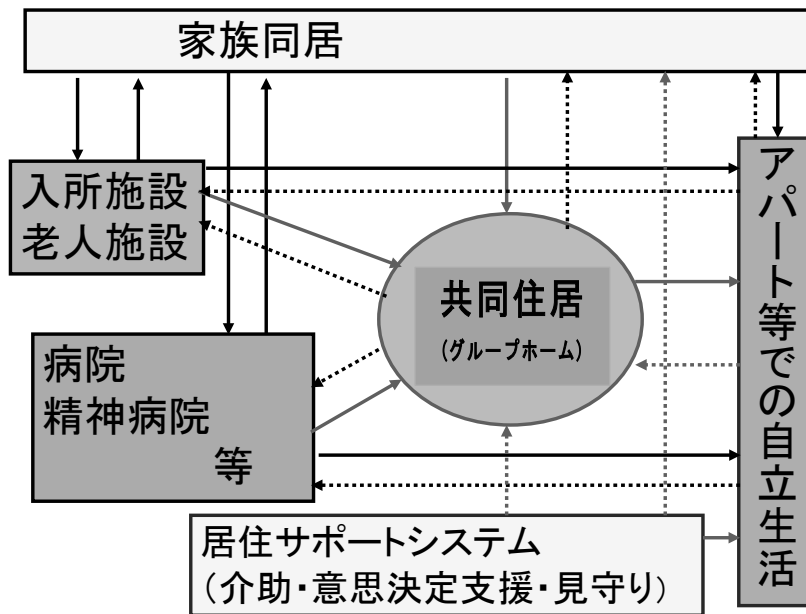 家族同居
入所施設
老人施設
共同住居
(グループホーム)
病院
精神病院
等
アパート等での自立生活
居住サポートシステム
(介助・意思決定支援・見守り)